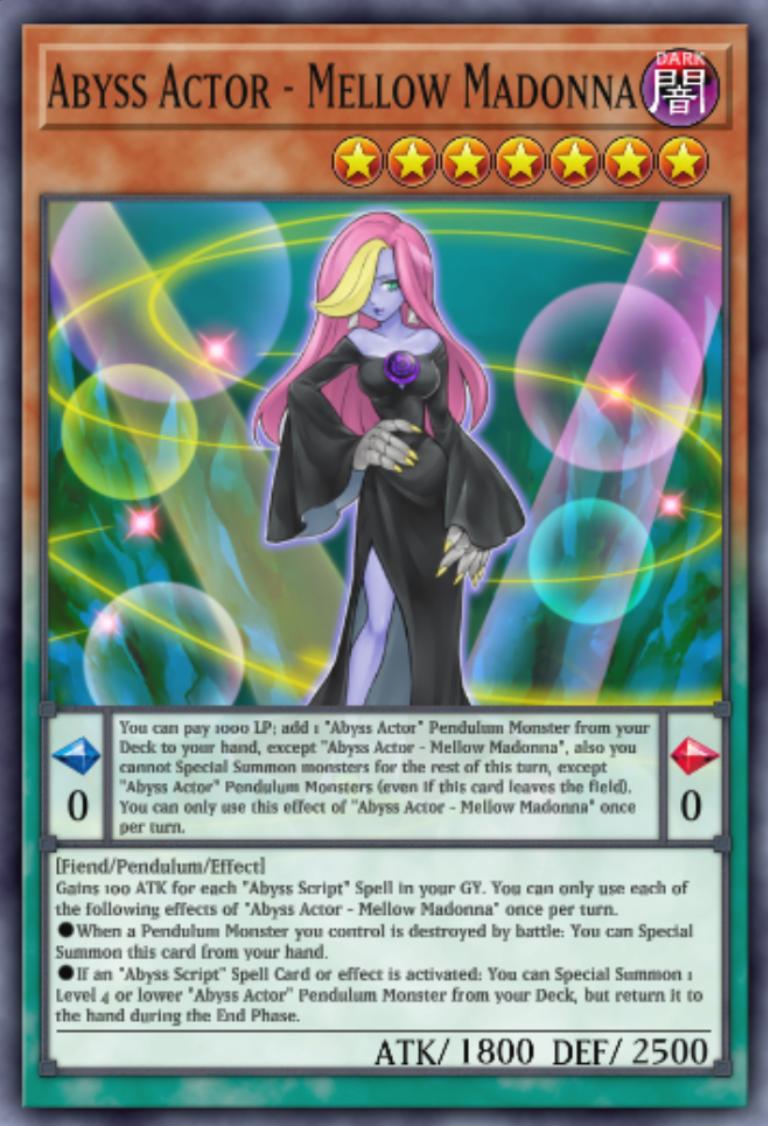 Abyss Actor - Mellow Madonna
DARK
闇
You can pay 1000 LP; add 1 "Abyss Actor" Pendulum Monster from your
Deck to your hand, except "Abyss Actor - Mellow Madonna", also you
cannot Special Summon monsters for the rest of this turn, except
"Abyss Actor" Pendulum Monsters (even if this card leaves the field).
You can only use this effect of "Abyss Actor - Mellow Madonna" once
per turn.
0
0
[Fiend/Pendulum/Effect]
Gains 100 ATK for each "Abyss Script" Spell in your GY. You can only use each of
the following effects of "Abyss Actor - Mellow Madonna" once per turn.
●When a Pendulum Monster you control is destroyed by battle: You can Special
Summon this card from your hand.
●If an "Abyss Script" Spell Card or effect is activated: You can Special Summon 1
Level 4 or lower "Abyss Actor" Pendulum Monster from your Deck, but return it to
the hand during the End Phase.
ATK/ 1800 DEF/ 2500